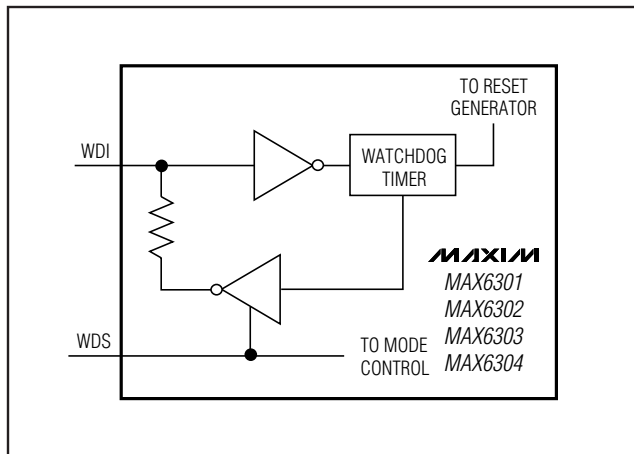 TO RESET
GENERATOR
WDI
WATCHDOG
TIMER
MAXIM
MAX6301
MAX6302
MAX6303
MAX6304
WDS
TO MODE
CONTROL